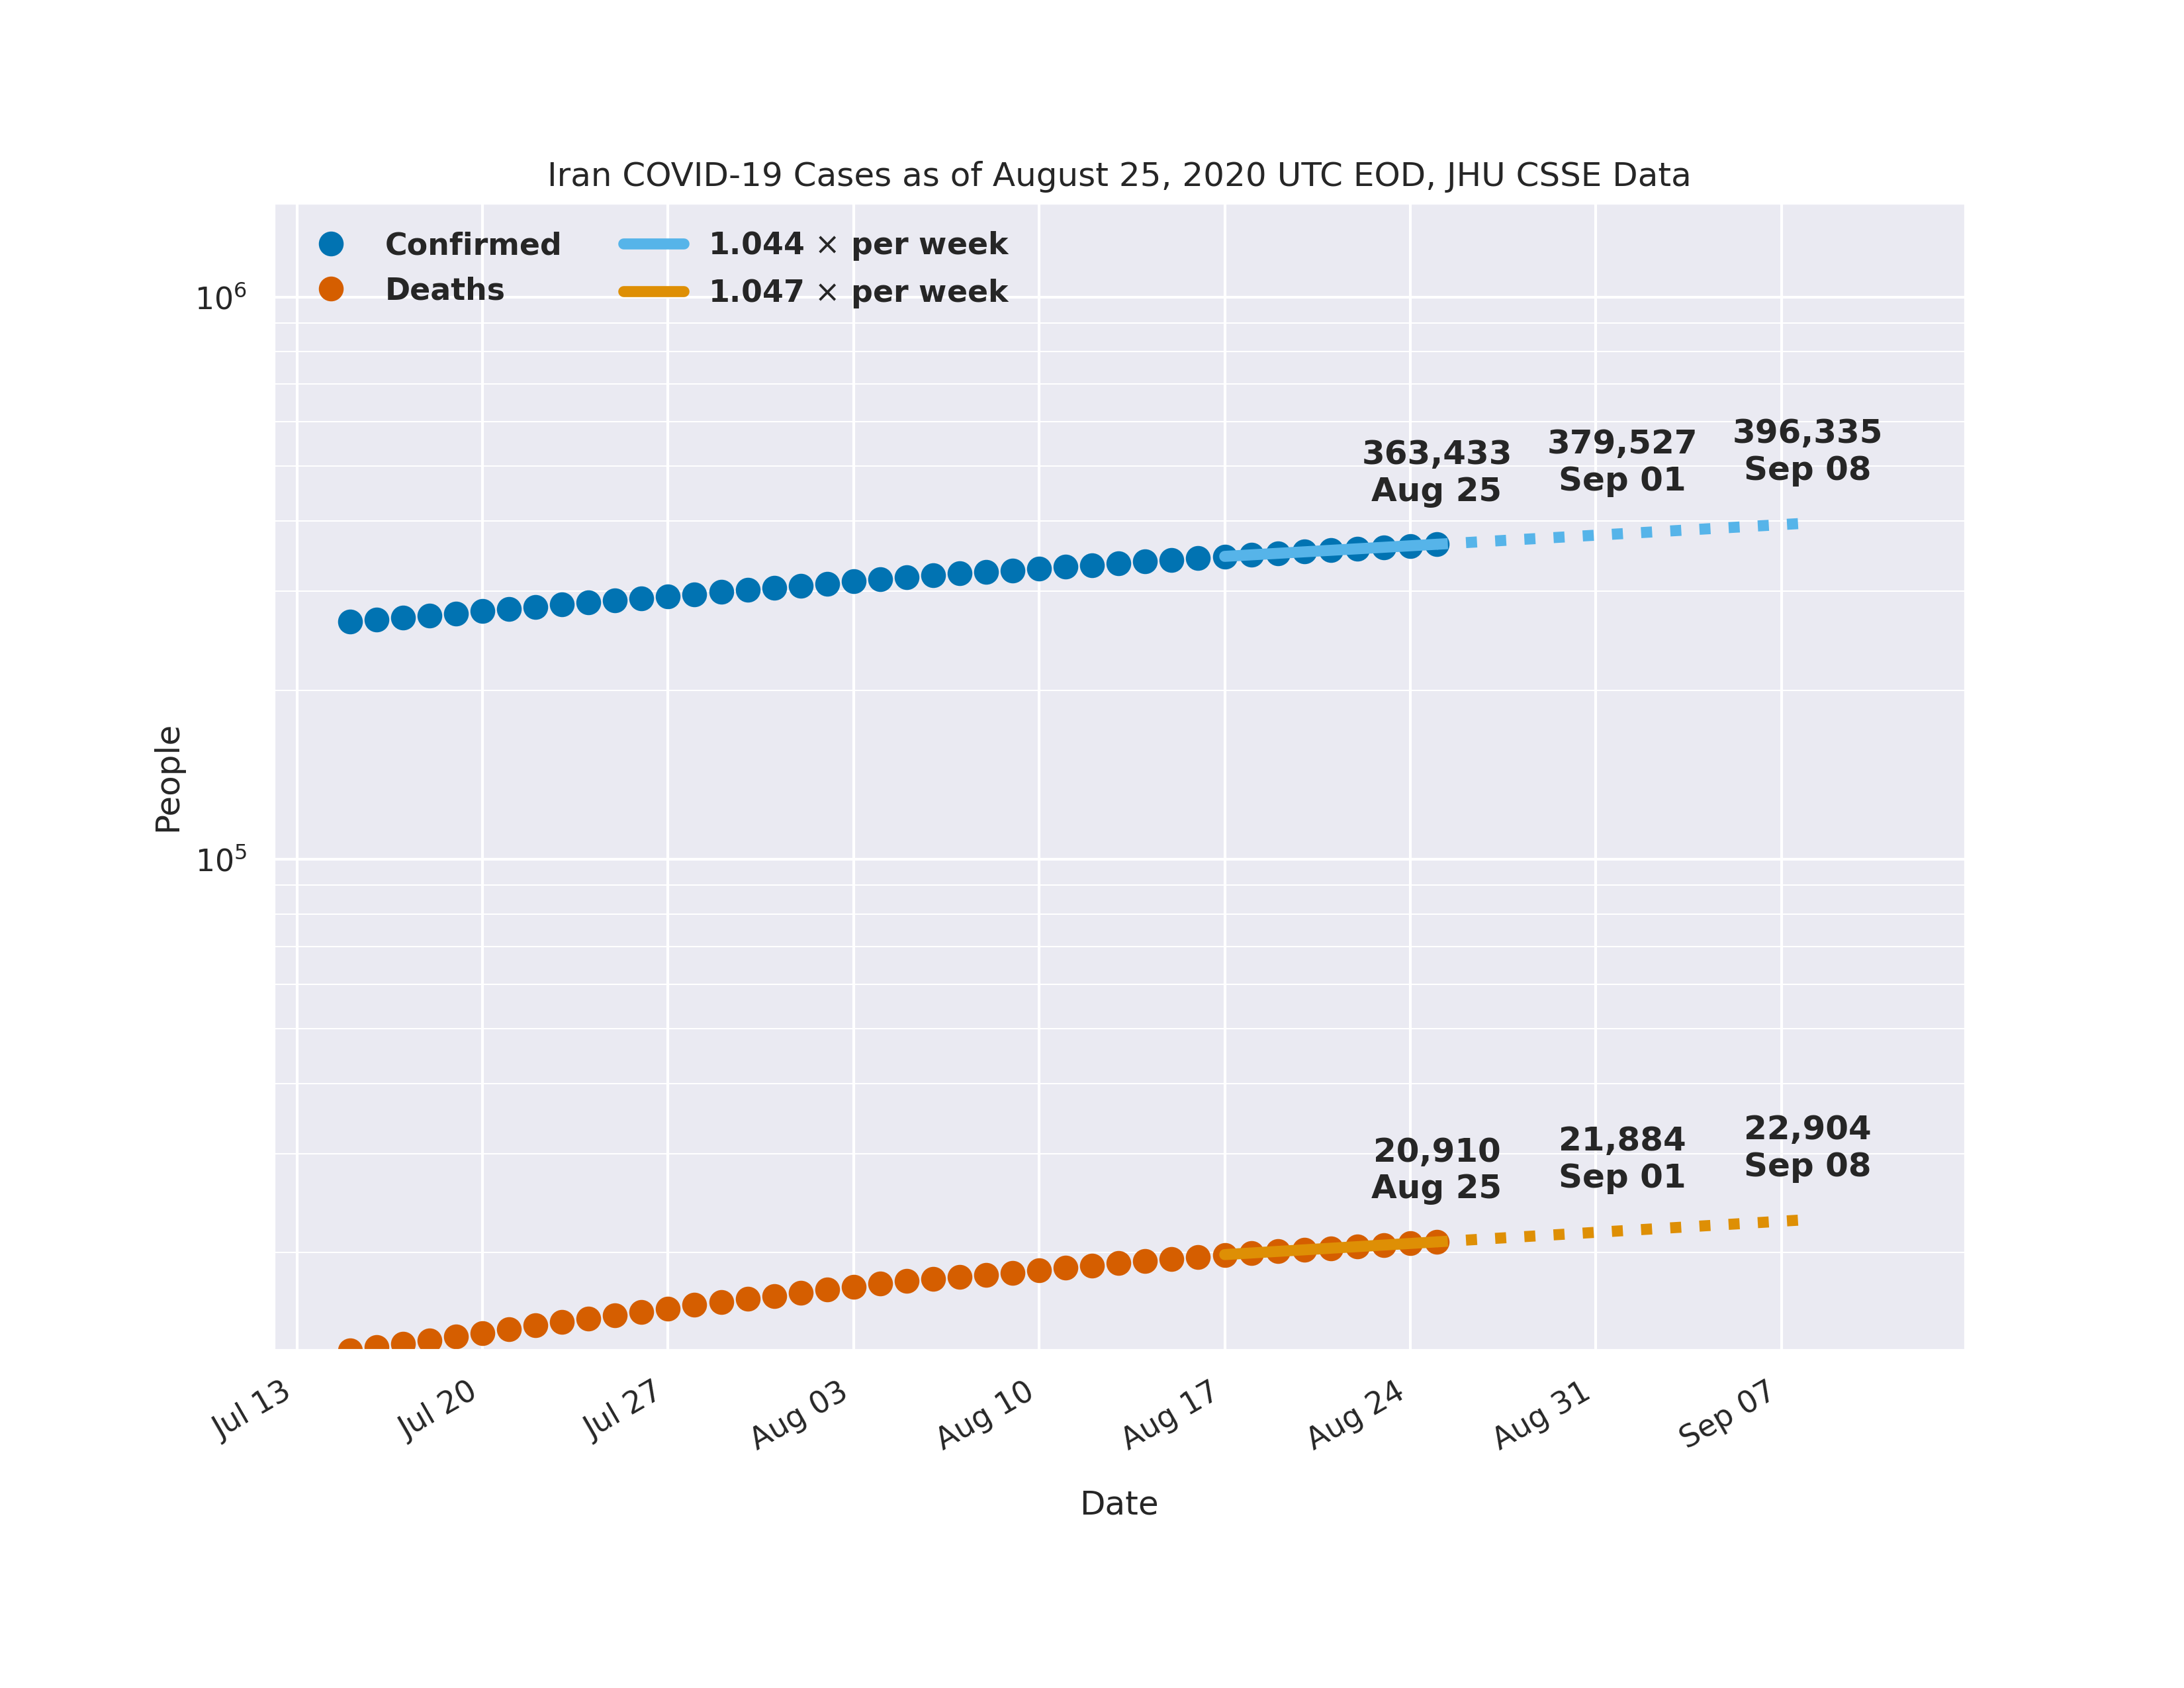 Iran COVID-19 Cases as of August 25, 2020 UTC EOD, JHU CSSE Data
Confirmed
Deaths
1.044 × per week
1.047 × per week
10⁶
10⁵
People
363,433
Aug 25
379,527
Sep 01
396,335
Sep 08
20,910
Aug 25
21,884
Sep 01
22,904
Sep 08
Jul 13
Jul 20
Jul 27
Aug 03
Aug 10
Aug 17
Aug 24
Aug 31
Sep 07
Date